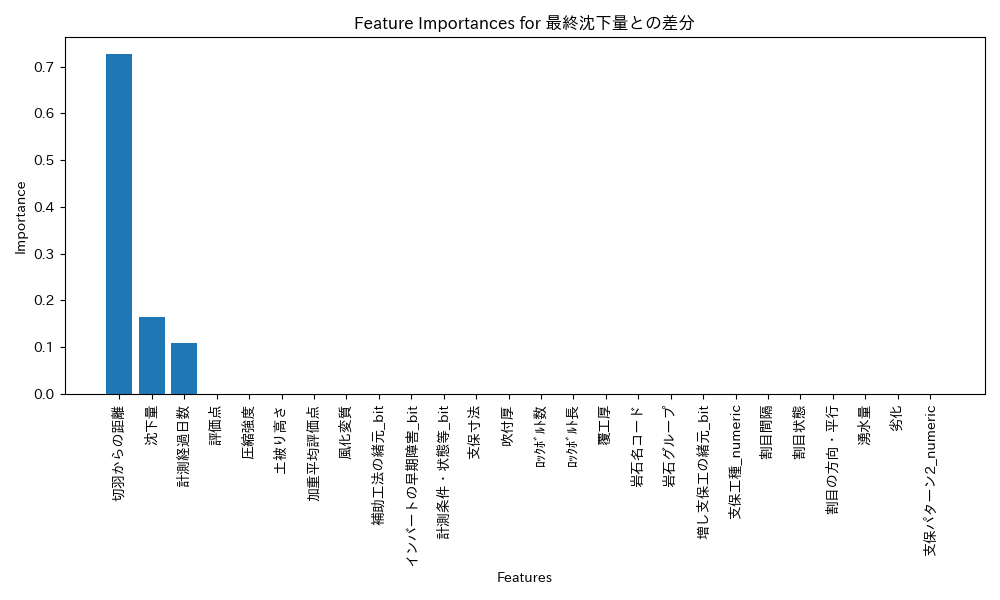 Feature Importances for 最終沈下量との差分
Importance
0.7
0.6
0.5
0.4
0.3
0.2
0.1
0.0
切羽からの距離
沈下量
計測経過日数
評価点
圧縮強度
土被り高さ
加重平均評価点
風化変質
補助工法の緒元_bit
インバートの早期障害_bit
計測条件・状態等_bit
支保寸法
吹付厚
ﾛｯｸﾎﾞﾙﾄ数
ﾛｯｸﾎﾞﾙﾄ長
覆工厚
岩石名コード
岩石グループ
増し支保工の緒元_bit
支保工種_numeric
割目間隔
割目状態
割目の方向・平行
湧水量
劣化
支保パターン2_numeric
Features